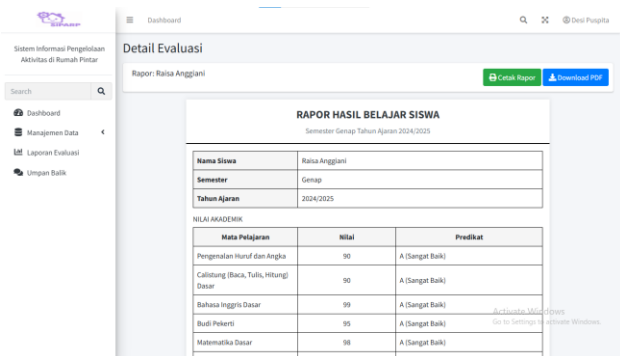 SIPARP
Dashboard
Desi Puspita
Sistem Informasi Pengelolaan
Aktivitas di Rumah Pintar
Search
Dashboard
Manajemen Data
Laporan Evaluasi
Umpan Balik
Detail Evaluasi
Rapor: Raisa Anggiani
Cetak Rapor
Download PDF
RAPOR HASIL BELAJAR SISWA
Semester Genap Tahun Ajaran 2024/2025
Nama Siswa Raisa Anggiani
Semester Genap
Tahun Ajaran 2024/2025
NILAI AKADEMIK
Mata Pelajaran Nilai Predikat
Pengenalan Huruf dan Angka 90 A (Sangat Baik)
Calistung (Baca, Tulis, Hitung)
Dasar 90 A (Sangat Baik)
Bahasa Inggris Dasar 99 A (Sangat Baik)
Budi Pekerti 95 A (Sangat Baik)
Matematika Dasar 98 A (Sangat Baik)
Activate Windows
Go to Settings to activate Windows.